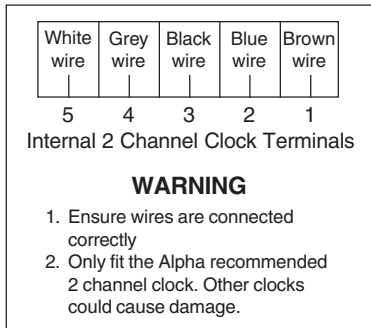 White Grey Black Blue Brown
wire wire wire wire wire
5 4 3 2 1
Internal 2 Channel Clock Terminals
WARNING
1. Ensure wires are connected
correctly
2. Only fit the Alpha recommended
2 channel clock. Other clocks
could cause damage.